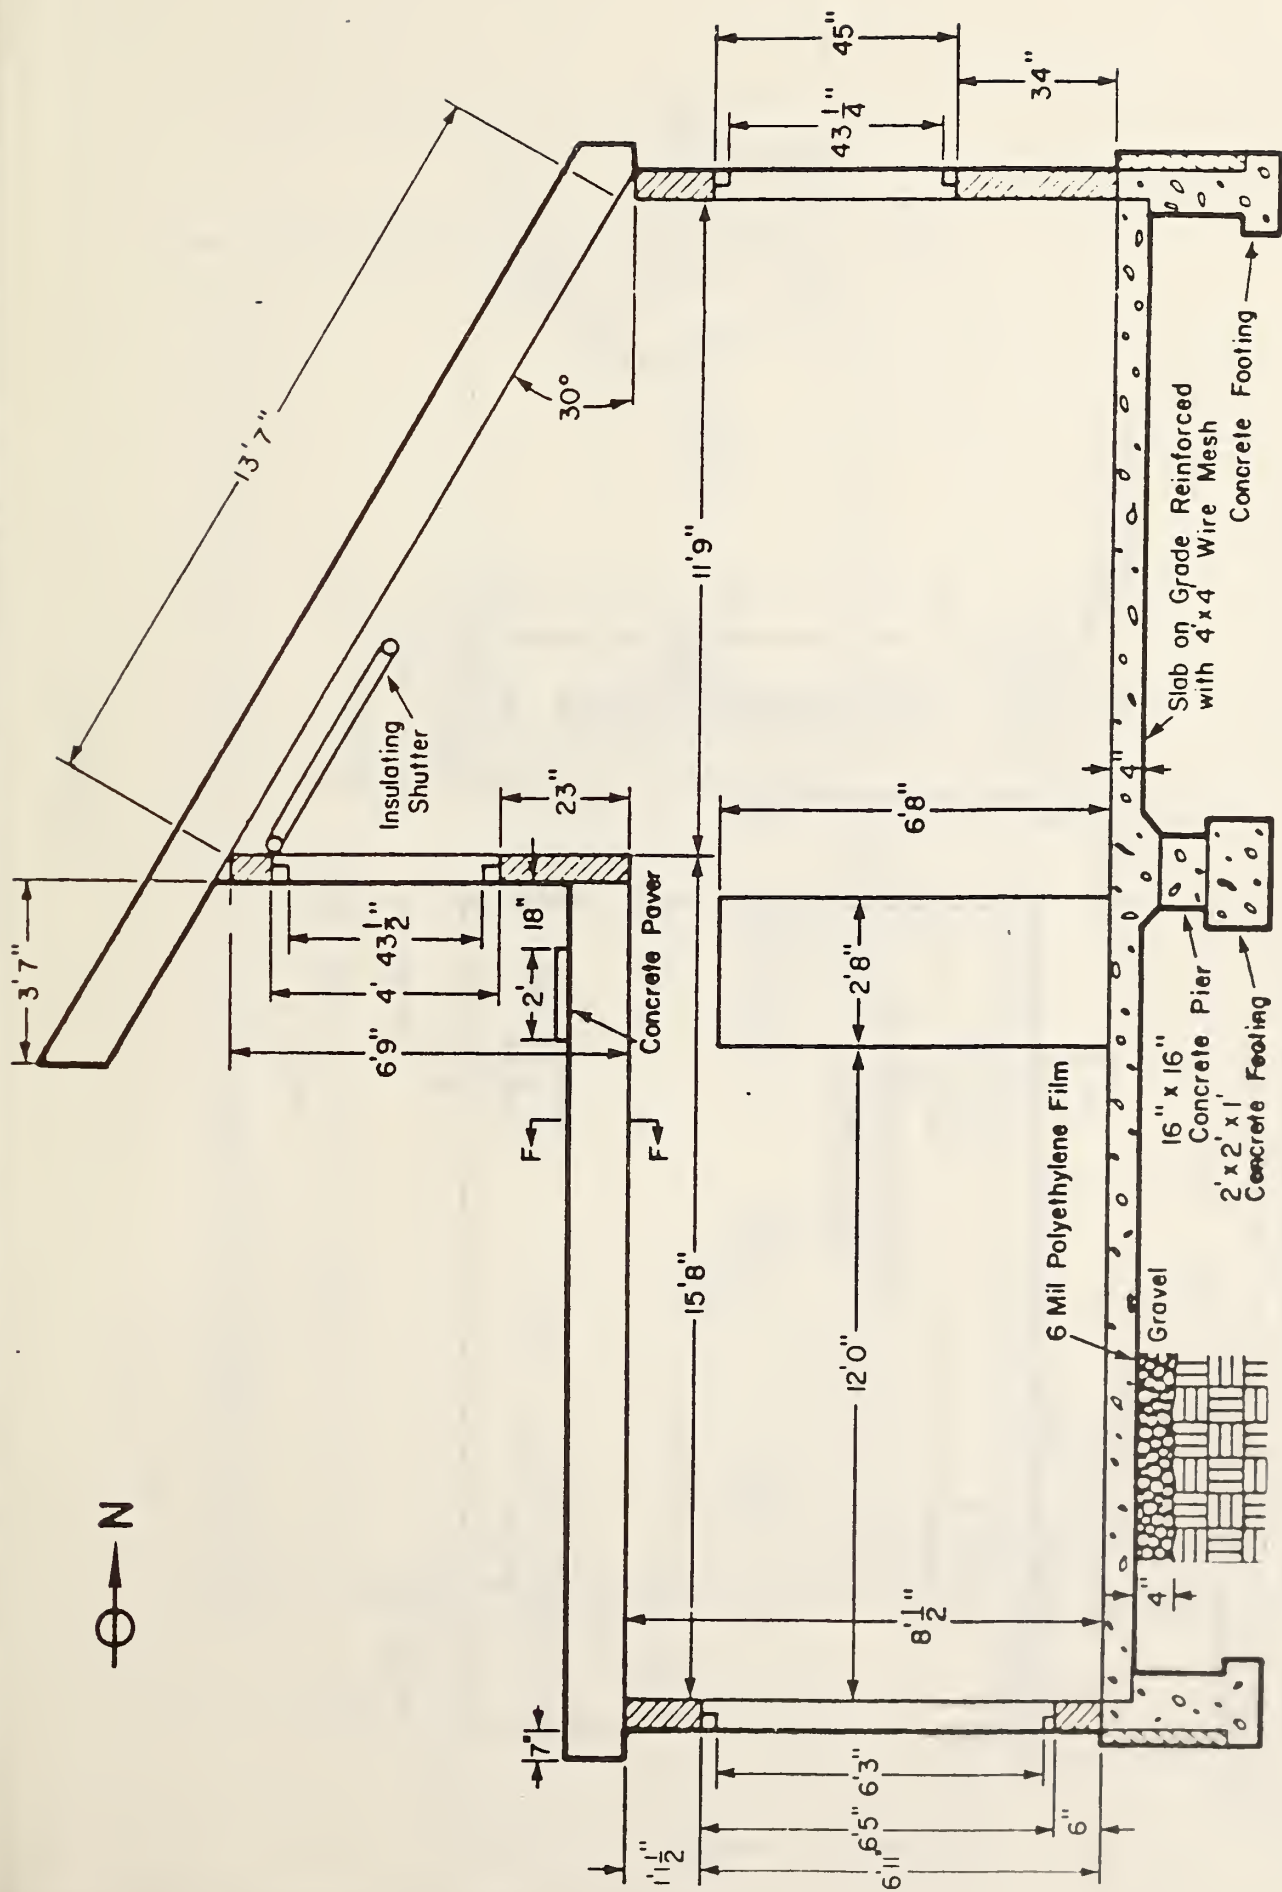 N
3'7"
13'7"
30°
45"
43 1/4"
34"
Insulating
Shutter
23"
18"
2'
43 1/2"
4'
6'9"
Concrete Paver
F
F
11'9"
15'8"
6'8"
2'8"
12'0"
8' 1/2"
7"
1'1 1/2"
6'3"
6'5"
6"
6'11"
4"
4"
6 Mil Polyethylene Film
Gravel
16" x 16"
Concrete Pier
2' x 2' x 1'
Concrete Footing
Slab on Grade Reinforced
with 4' x 4' Wire Mesh
Concrete Footing